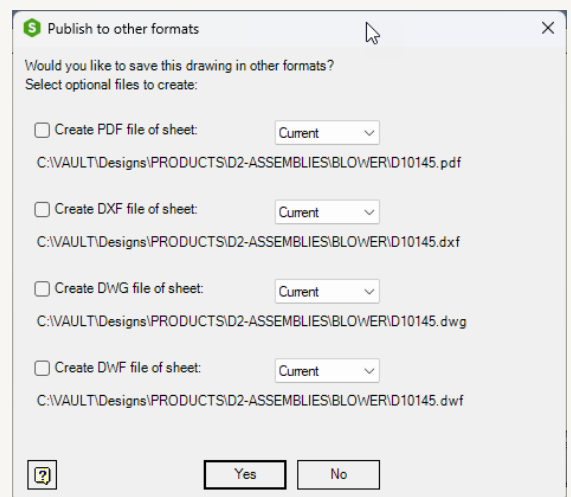 S Publish to other formats
Would you like to save this drawing in other formats?
Select optional files to create:
Create PDF file of sheet: Current
C:\VAULT\Designs\PRODUCTS\D2-ASSEMBLIES\BLOWER\D10145.pdf
Create DXF file of sheet: Current
C:\VAULT\Designs\PRODUCTS\D2-ASSEMBLIES\BLOWER\D10145.dxf
Create DWG file of sheet: Current
C:\VAULT\Designs\PRODUCTS\D2-ASSEMBLIES\BLOWER\D10145.dwg
Create DWF file of sheet: Current
C:\VAULT\Designs\PRODUCTS\D2-ASSEMBLIES\BLOWER\D10145.dwf
? Yes No